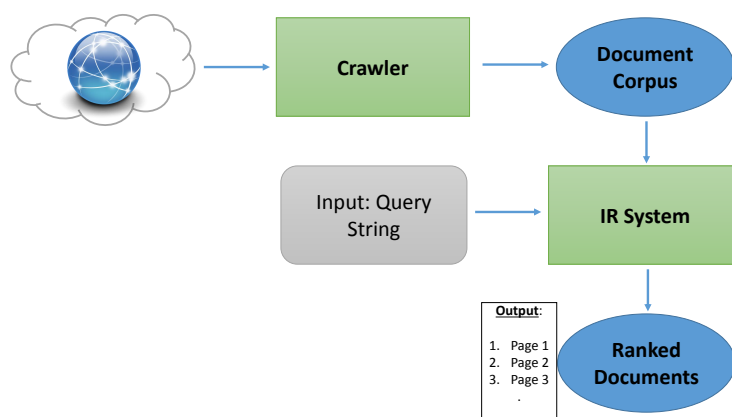 Crawler
Document
Corpus
Input: Query
String
IR System
Output:
1. Page 1
2. Page 2
3. Page 3
.
Ranked
Documents